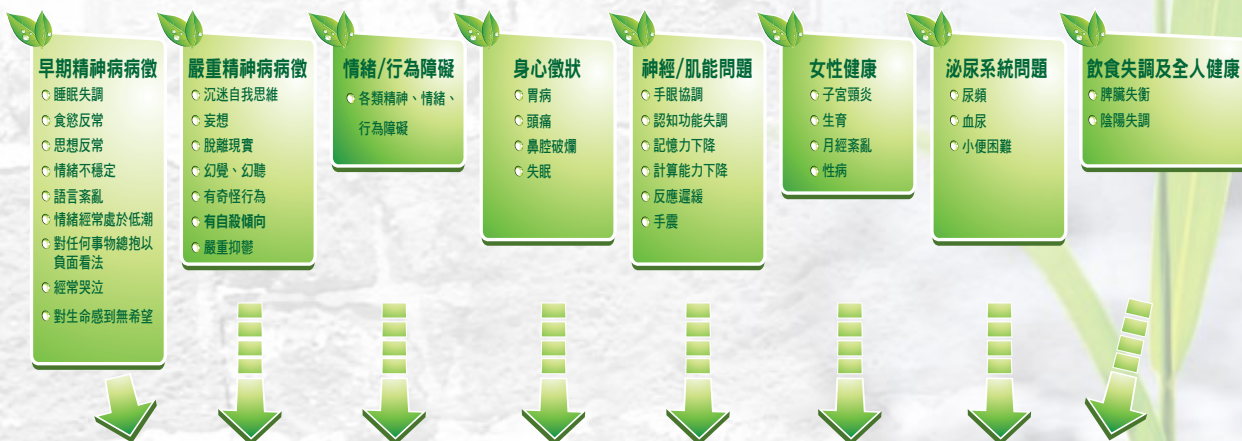 早期精神病病徵
睡眠失調
食慾反常
思想反常
情緒不穩定
語言紊亂
情緒經常處於低潮
對任何事物總抱以
負面看法
經常哭泣
對生命感到無希望
嚴重精神病病徵
沉迷自我思維
妄想
脫離現實
幻覺、幻聽
有奇怪行為
有自殺傾向
嚴重抑鬱
情緒/行為障礙
各類精神、情緒、
行為障礙
身心徵狀
胃病
頭痛
鼻腔破爛
失眠
神經/肌能問題
手眼協調
認知功能失調
記憶力下降
計算能力下降
反應遲緩
手震
女性健康
子宮頸炎
生育
月經紊亂
性病
泌尿系統問題
尿頻
血尿
小便困難
飲食失調及全人健康
脾臟失衡
陰陽失調